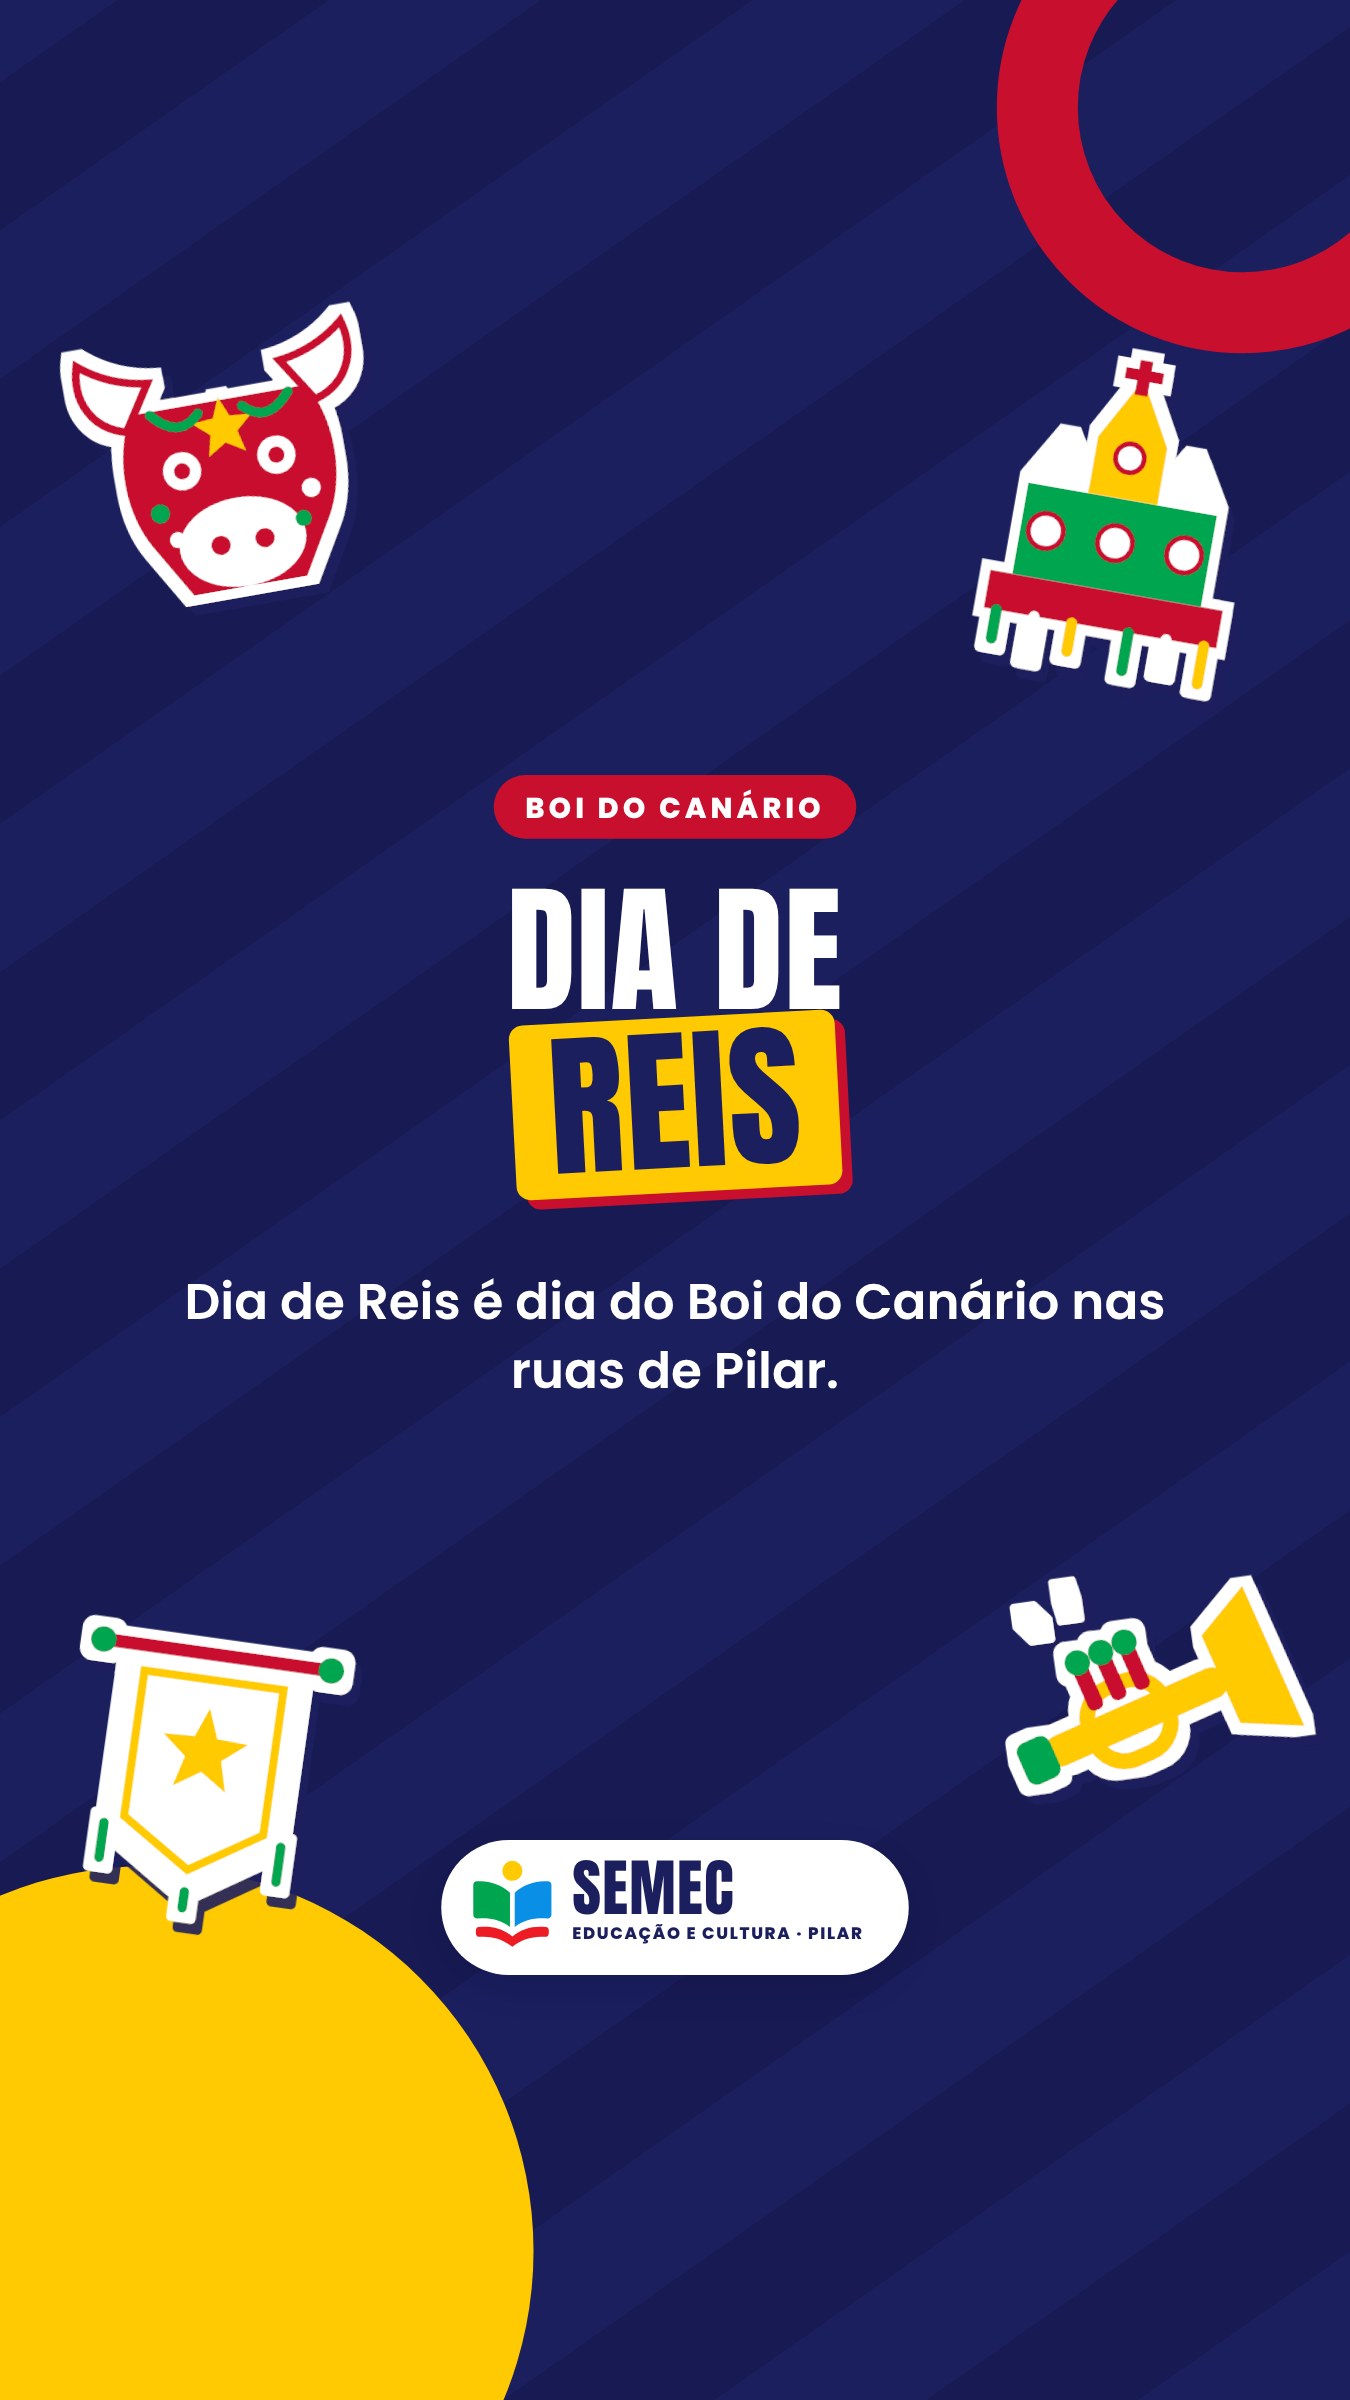 BOI DO CANÁRIO
DIA DE
REIS
Dia de Reis é dia do Boi do Canário nas
ruas de Pilar.
SEMEC
EDUCAÇÃO E CULTURA · PILAR